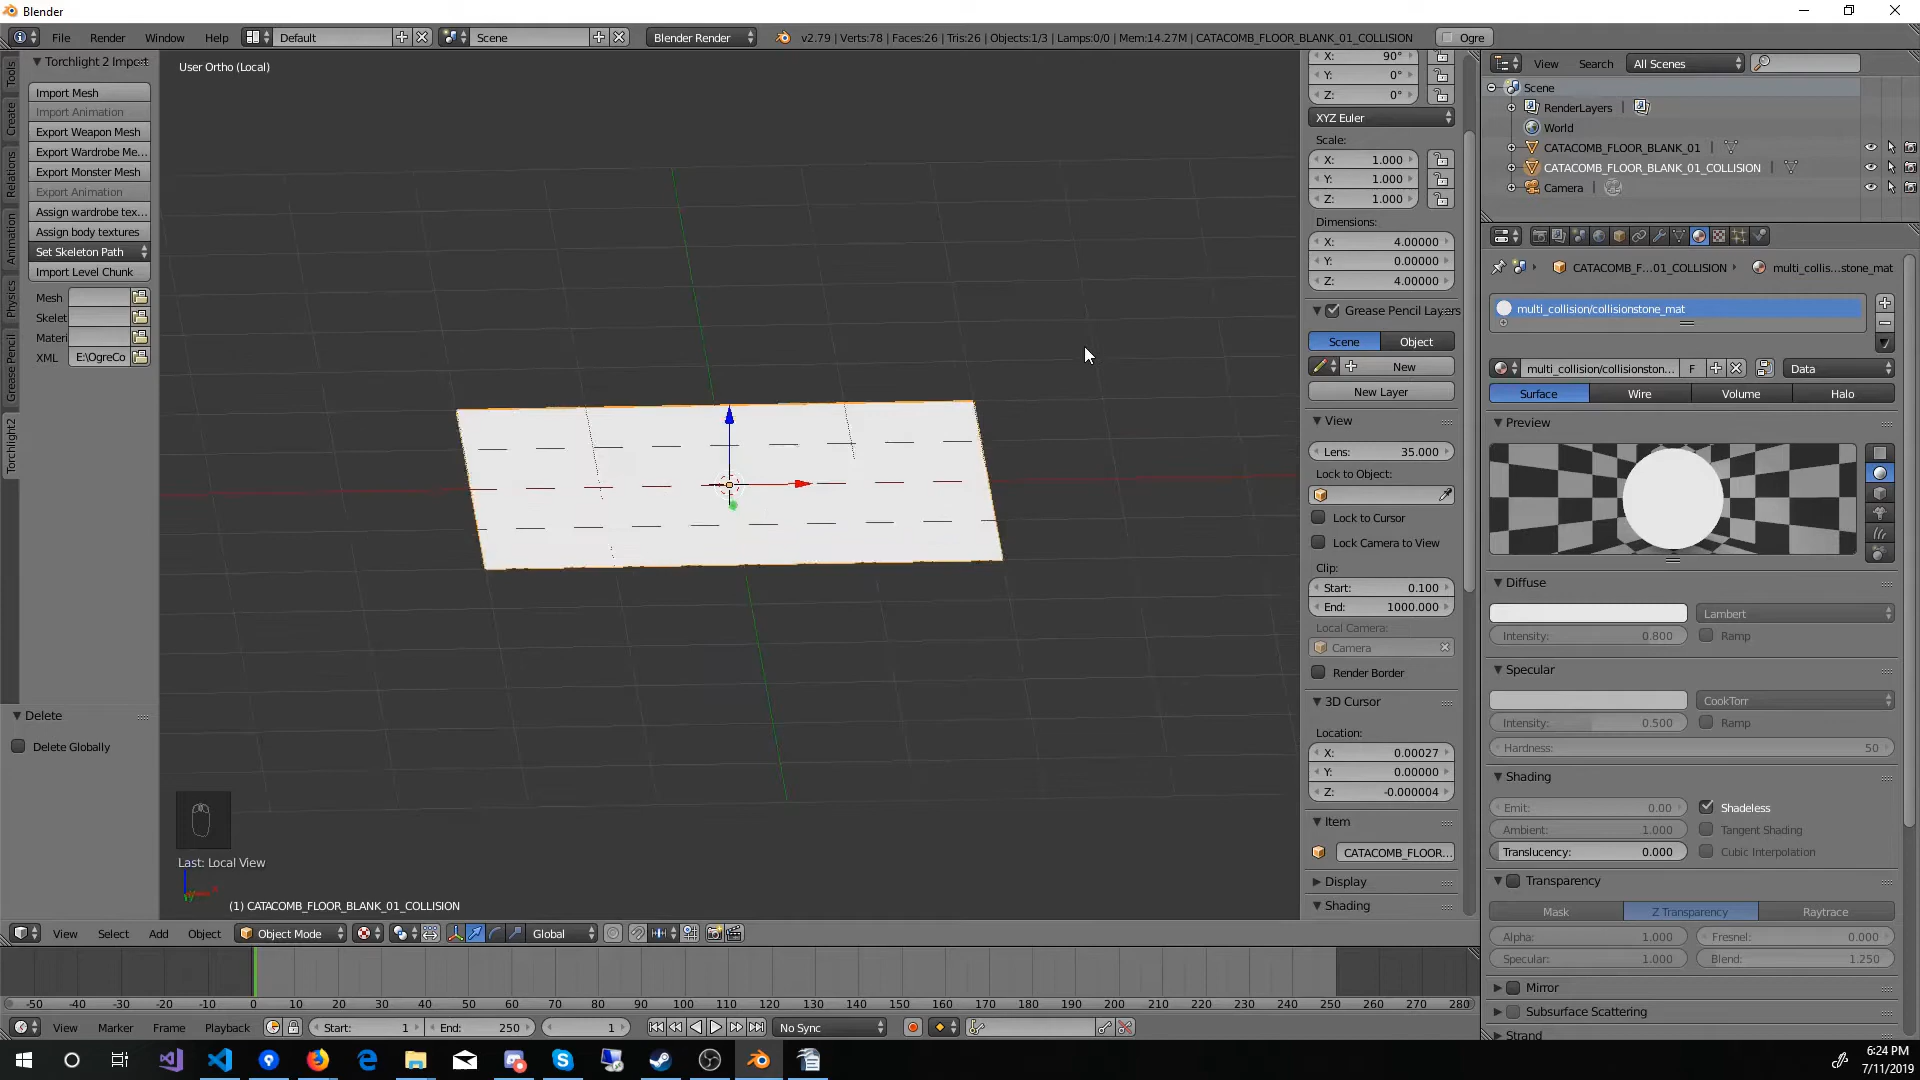 Blender
File Render Window Help Default Scene Blender Render v2.79 | Verts:78 | Faces:26 | Tris:26 | Objects:1/3 | Lamps:0/0 | Mem:14.27M | CATACOMB_FLOOR_BLANK_01_COLLISION Ogre
Tools
Create
Relations
Animation
Physics
Grease Pencil
Torchlight2
Torchlight 2 Import
Import Mesh
Import Animation
Export Weapon Mesh
Export Wardrobe Me...
Export Monster Mesh
Export Animation
Assign wardrobe tex...
Assign body textures
Set Skeleton Path
Import Level Chunk
Mesh
Skelet
Materi
XML E:\OgreCo
Delete
Delete Globally
User Ortho (Local)
Last: Local View
(1) CATACOMB_FLOOR_BLANK_01_COLLISION
X: 90°
Y: 0°
Z: 0°
XYZ Euler
Scale:
X: 1.000
Y: 1.000
Z: 1.000
Dimensions:
X: 4.00000
Y: 0.00000
Z: 4.00000
Grease Pencil Layers
Scene Object
New
New Layer
View
Lens: 35.000
Lock to Object:
Lock to Cursor
Lock Camera to View
Clip:
Start: 0.100
End: 1000.000
Local Camera:
Camera
Render Border
3D Cursor
Location:
X: 0.00027
Y: 0.00000
Z: -0.000004
Item
CATACOMB_FLOOR...
Display
Shading
View Search All Scenes
Scene
RenderLayers |
World
CATACOMB_FLOOR_BLANK_01 |
CATACOMB_FLOOR_BLANK_01_COLLISION |
Camera |
CATACOMB_F...01_COLLISION multi_collis...stone_mat
multi_collision/collisionstone_mat
multi_collision/collisionston... F Data
Surface Wire Volume Halo
Preview
Diffuse
Lambert
Intensity: 0.800 Ramp
Specular
CookTorr
Intensity: 0.500 Ramp
Hardness: 50
Shading
Emit: 0.00 Shadeless
Ambient: 1.000 Tangent Shading
Translucency: 0.000 Cubic Interpolation
Transparency
Mask Z Transparency Raytrace
Alpha: 1.000 Fresnel: 0.000
Specular: 1.000 Blend: 1.250
Mirror
Subsurface Scattering
Strand
View Select Add Object Object Mode Global
-50 -40 -30 -20 -10 0 10 20 30 40 50 60 70 80 90 100 110 120 130 140 150 160 170 180 190 200 210 220 230 240 250 260 270 280
View Marker Frame Playback Start: 1 End: 250 1 No Sync
6:24 PM
7/11/2019